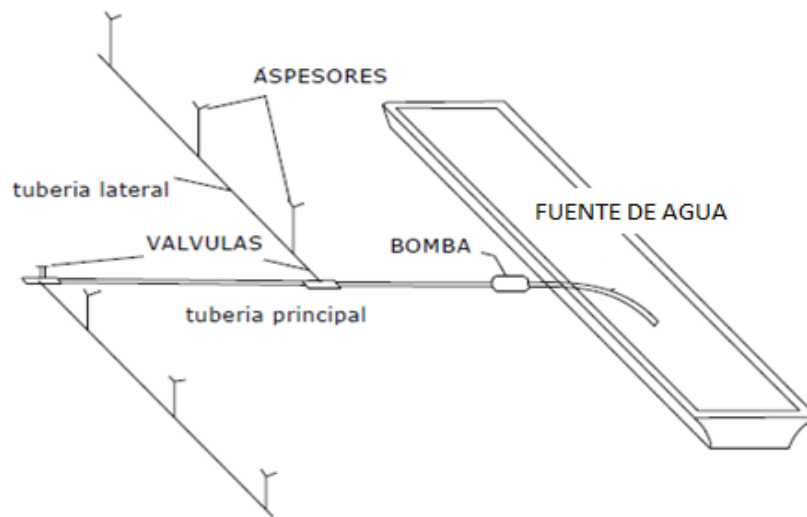 ASPESORES
tuberia lateral
FUENTE DE AGUA
VALVULAS
BOMBA
tuberia principal